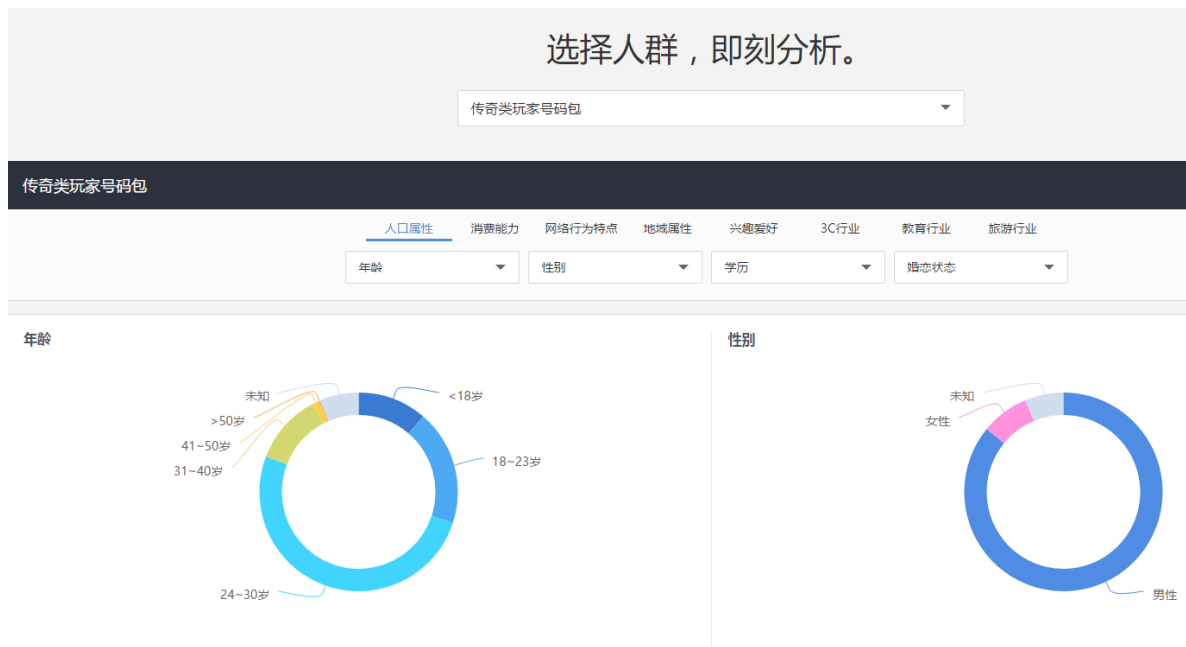 选择人群，即刻分析。
传奇类玩家号码包
传奇类玩家号码包
人口属性 消费能力 网络行为特点 地域属性 兴趣爱好 3C行业 教育行业 旅游行业
年龄 性别 学历 婚恋状态
年龄
未知
<18岁
>50岁
41~50岁
18~23岁
31~40岁
24~30岁
性别
未知
女性
男性